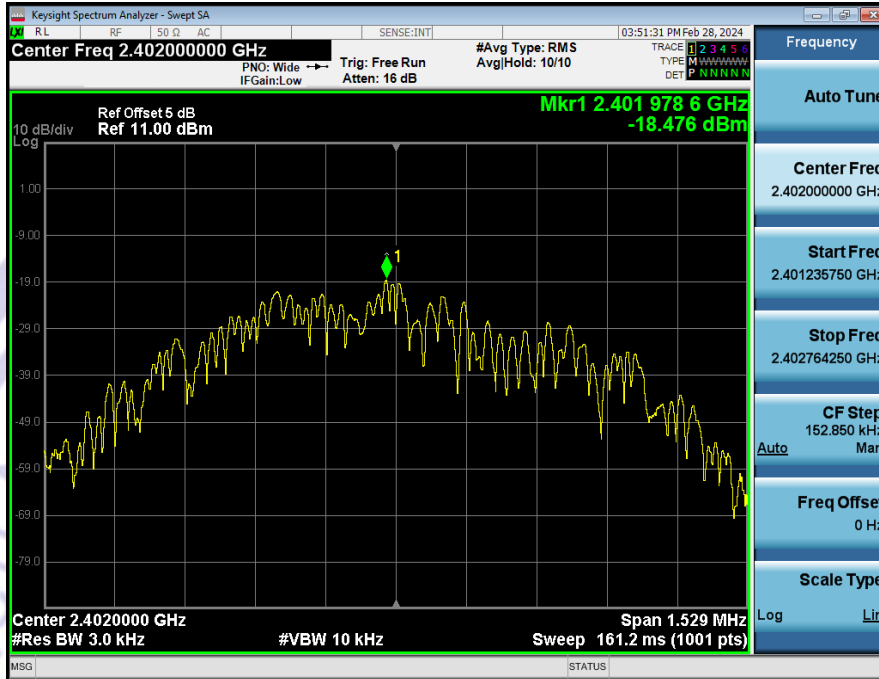 Keysight Spectrum Analyzer - Swept SA
LXI RL RF 50 Ω AC SENSE:INT 03:51:31 PM Feb 28, 2024
Center Freq 2.402000000 GHz
PNO: Wide
IFGain:Low
Trig: Free Run
Atten: 16 dB
#Avg Type: RMS
Avg|Hold: 10/10
TRACE 1 2 3 4 5 6
TYPE M WWWWW
DET P N N N N N
Mkr1 2.401 978 6 GHz
-18.476 dBm
Ref Offset 5 dB
10 dB/div Ref 11.00 dBm
Log
1.00
-9.00
1
-19.0
-29.0
-39.0
-49.0
-59.0
-69.0
-79.0
Center 2.4020000 GHz Span 1.529 MHz
#Res BW 3.0 kHz #VBW 10 kHz Sweep 161.2 ms (1001 pts)
MSG STATUS
Frequency
Auto Tune
Center Freq
2.402000000 GHz
Start Freq
2.401235750 GHz
Stop Freq
2.402764250 GHz
CF Step
152.850 kHz
Auto Man
Freq Offset
0 Hz
Scale Type
Log Lin